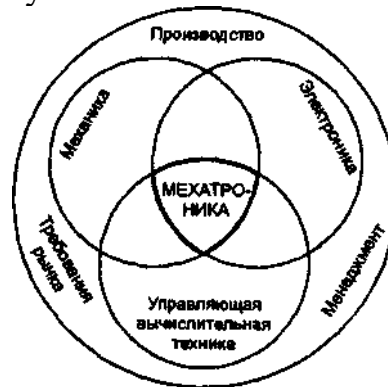 Производство
Механика
Электроника
МЕХАТРО-
НИКА
Требования
рынка
Менеджмент
Управляющая
вычислительная
техника